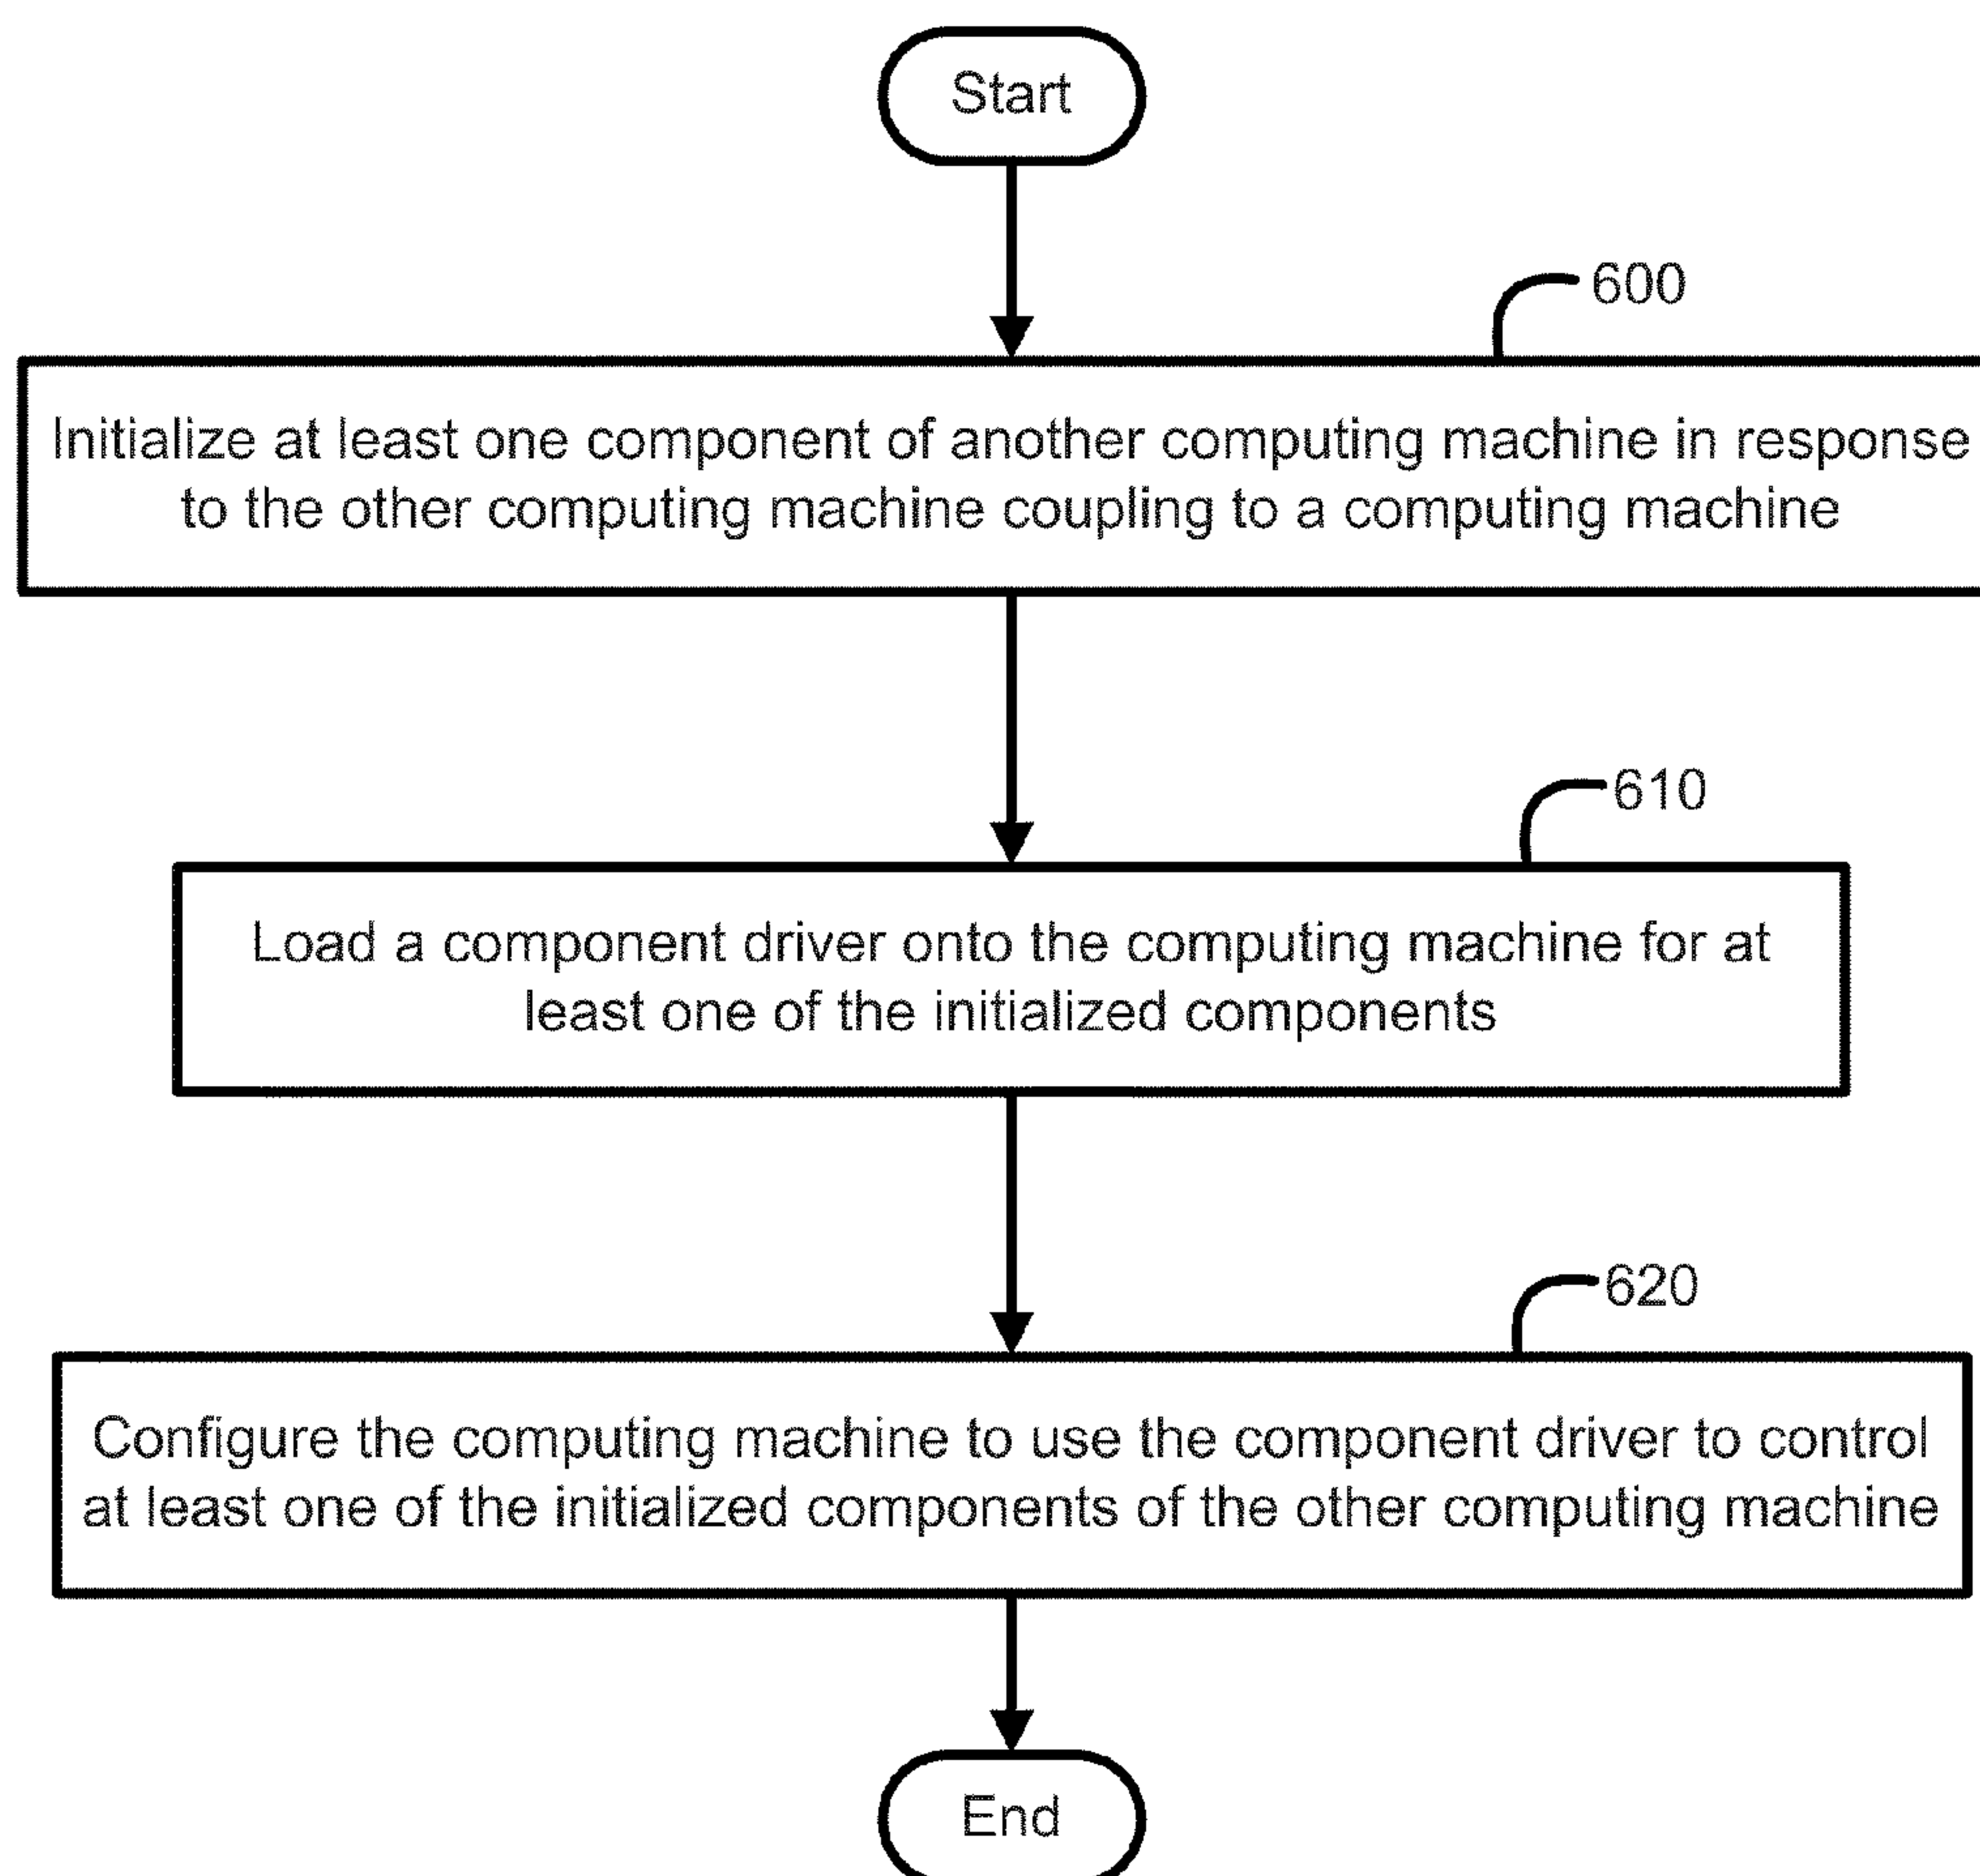 Start
600
Initialize at least one component of another computing machine in response
to the other computing machine coupling to a computing machine
610
Load a component driver onto the computing machine for at
least one of the initialized components
620
Configure the computing machine to use the component driver to control
at least one of the initialized components of the other computing machine
End